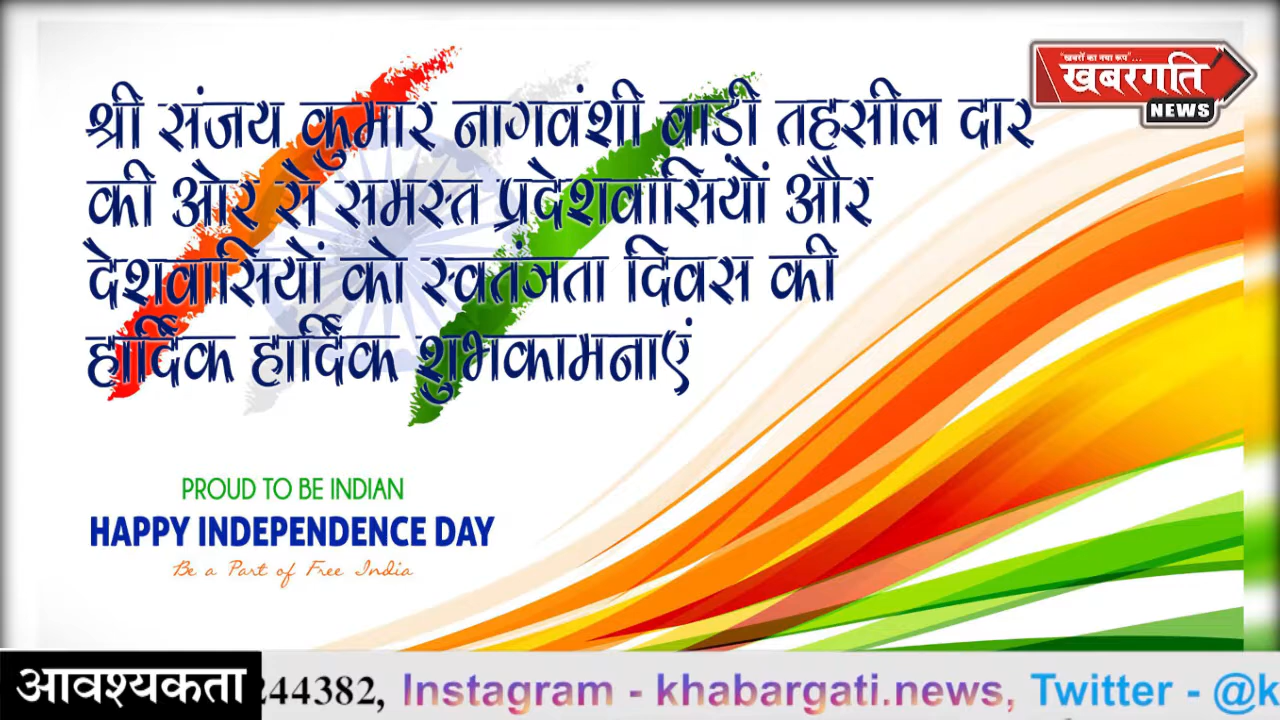 "खबरों का नया रूप"...
खबरगति
NEWS
श्री संजय कुमार नागवंशी बाडी तहसील दार
की ओर से समस्त प्रदेशवासियों और
देशवासियों को स्वतंत्रता दिवस की
हार्दिक हार्दिक शुभकामनाएं
PROUD TO BE INDIAN
HAPPY INDEPENDENCE DAY
Be a Part of Free India
आवश्यकता 244382, Instagram - khabargati.news, Twitter - @k